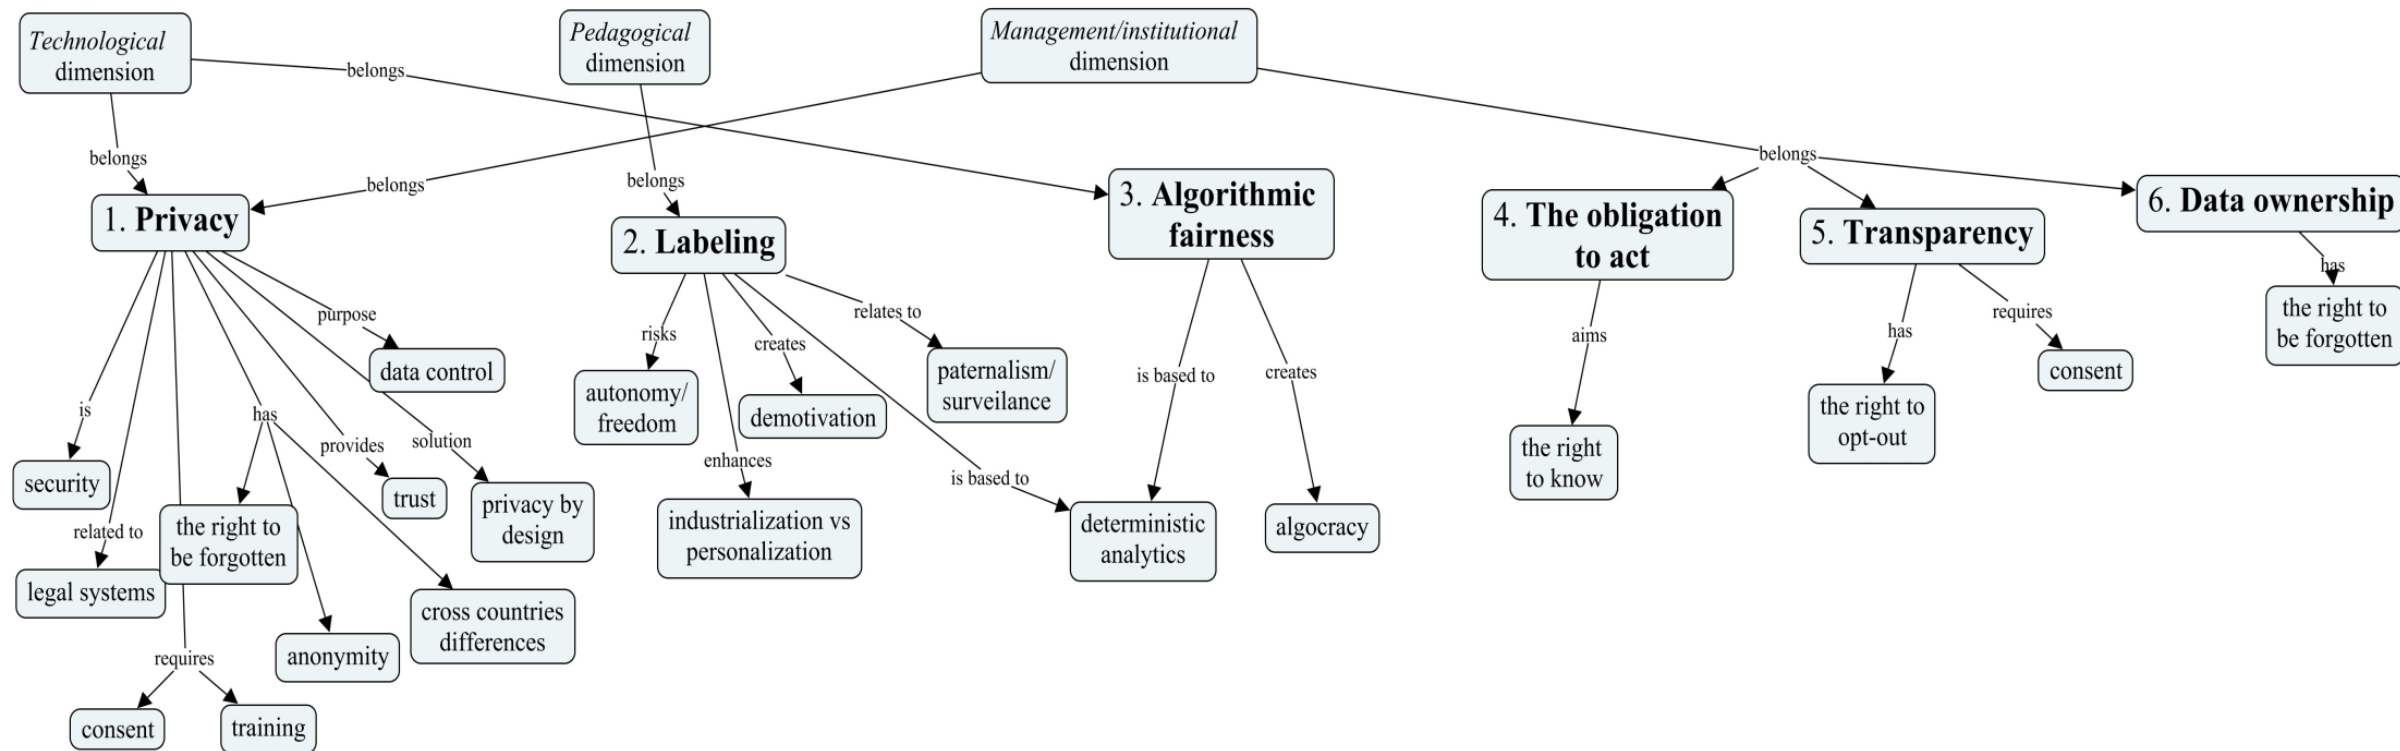 Technological
dimension
Pedagogical
dimension
Management/institutional
dimension
belongs
belongs
belongs
belongs
belongs
1. Privacy
2. Labeling
3. Algorithmic
fairness
4. The obligation
to act
5. Transparency
6. Data ownership
is
related to
requires
has
provides
solution
purpose
data control
security
legal systems
the right to
be forgotten
trust
privacy by
design
cross countries
differences
anonymity
consent
training
risks
enhances
creates
is based to
relates to
autonomy/
freedom
demotivation
paternalism/
surveilance
industrialization vs
personalization
is based to
creates
deterministic
analytics
algocracy
aims
the right
to know
has
requires
the right to
opt-out
consent
has
the right to
be forgotten